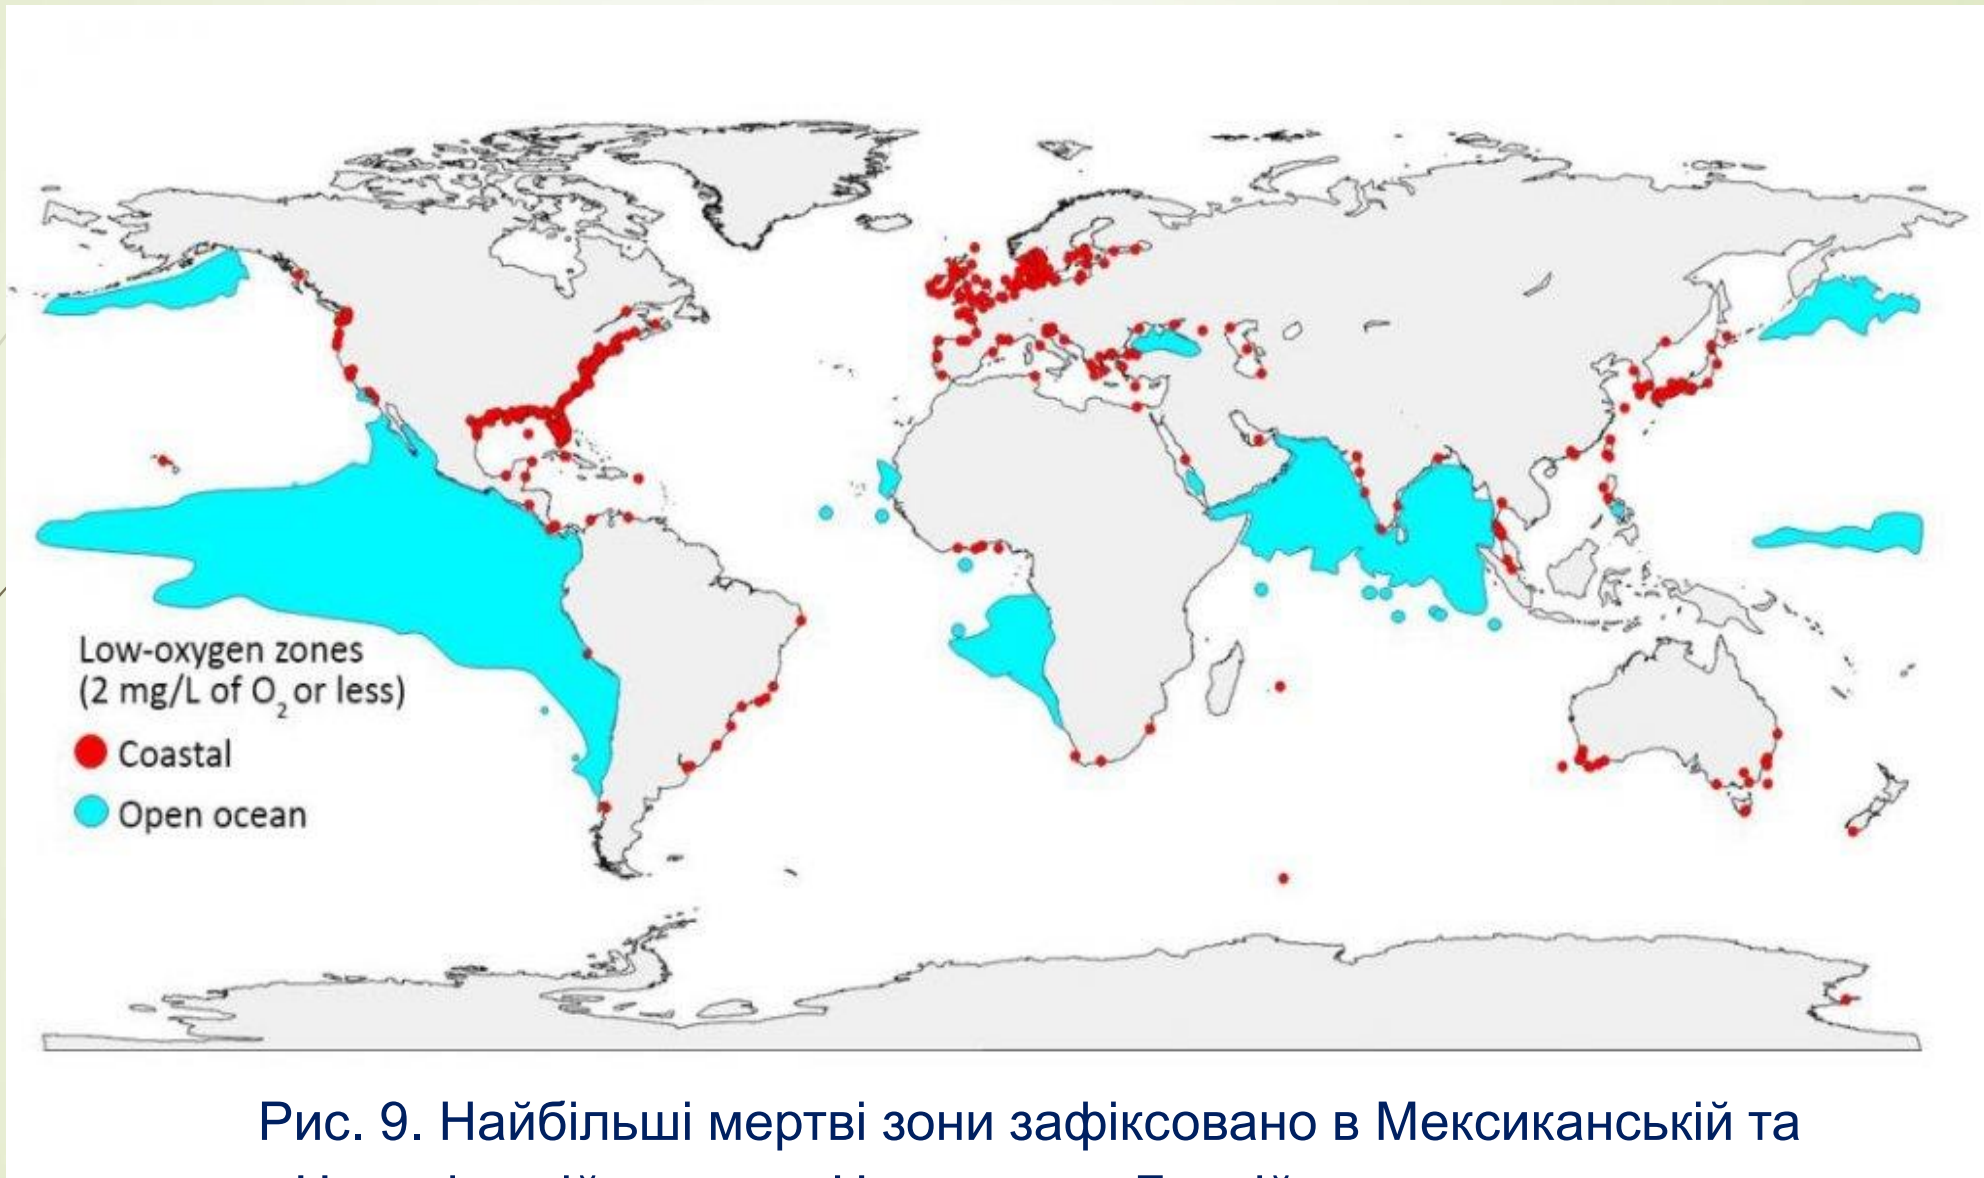 Low-oxygen zones
(2 mg/L of O₂ or less)
Coastal
Open ocean
Рис. 9. Найбільші мертві зони зафіксовано в Мексиканській та